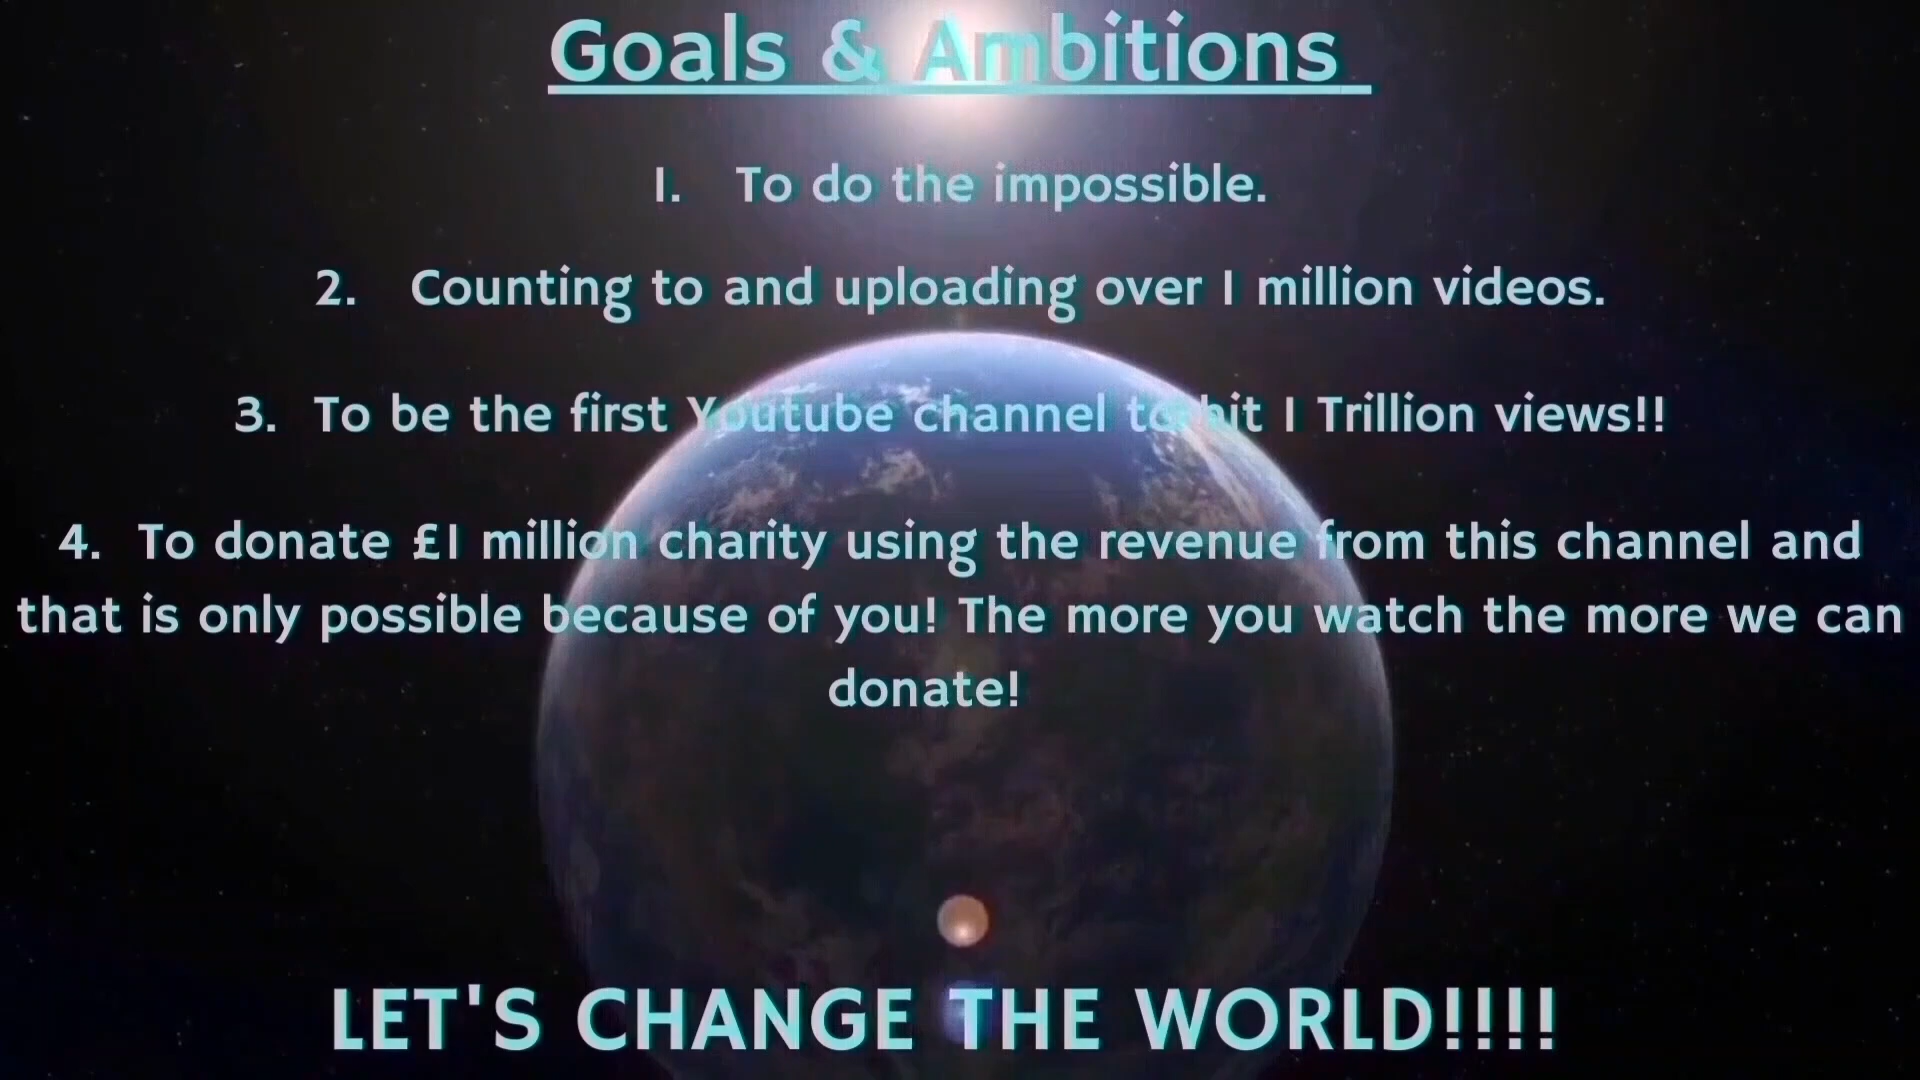 Goals & Ambitions
1. To do the impossible.
2. Counting to and uploading over 1 million videos.
3. To be the first Youtube channel to hit 1 Trillion views!!
4. To donate £1 million charity using the revenue from this channel and
that is only possible because of you! The more you watch the more we can
donate!
LET'S CHANGE THE WORLD!!!!